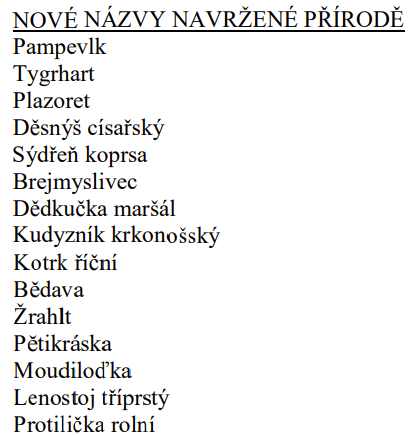 NOVÉ NÁZVY NAVRŽENÉ PŘÍRODĚ
Pampevlk
Tygrhart
Plazoret
Děsnýš císařský
Sýdřeň koprsa
Brejmyslivec
Dědkučka maršál
Kudyzník krkonošský
Kotrk říční
Bědava
Žrahlt
Pětikráska
Moudiloďka
Lenostoj tříprstý
Protilička rolní